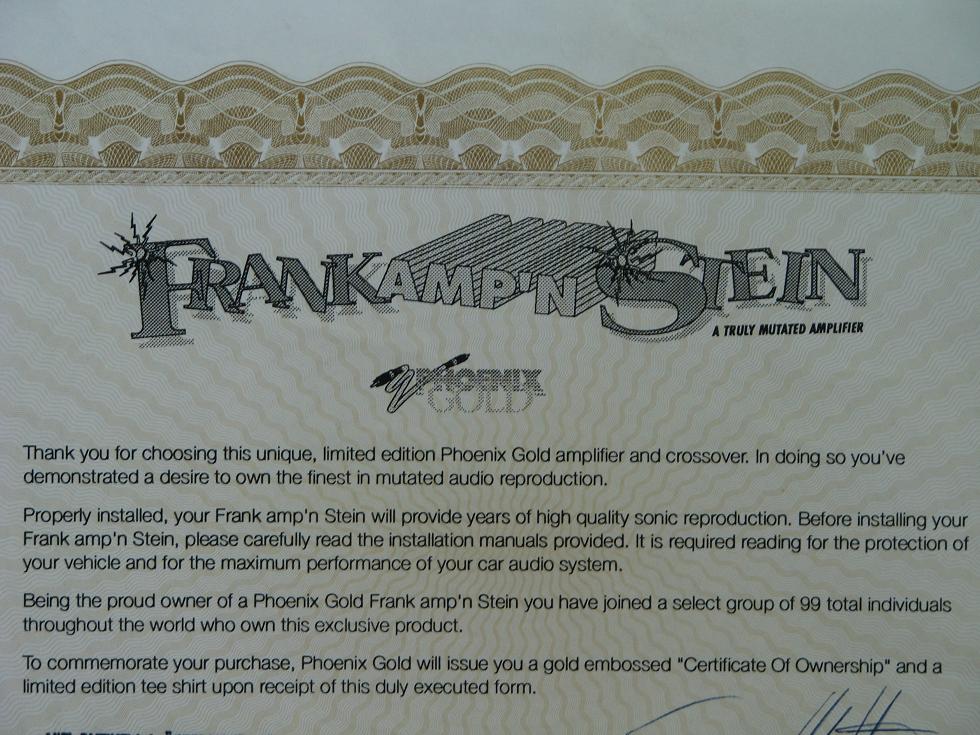 FRANKAMP'N STEIN
A TRULY MUTATED AMPLIFIER
PHOENIX
GOLD
Thank you for choosing this unique, limited edition Phoenix Gold amplifier and crossover. In doing so you've
demonstrated a desire to own the finest in mutated audio reproduction.
Properly installed, your Frank amp'n Stein will provide years of high quality sonic reproduction. Before installing your
Frank amp'n Stein, please carefully read the installation manuals provided. It is required reading for the protection of
your vehicle and for the maximum performance of your car audio system.
Being the proud owner of a Phoenix Gold Frank amp'n Stein you have joined a select group of 99 total individuals
throughout the world who own this exclusive product.
To commemorate your purchase, Phoenix Gold will issue you a gold embossed "Certificate Of Ownership" and a
limited edition tee shirt upon receipt of this duly executed form.